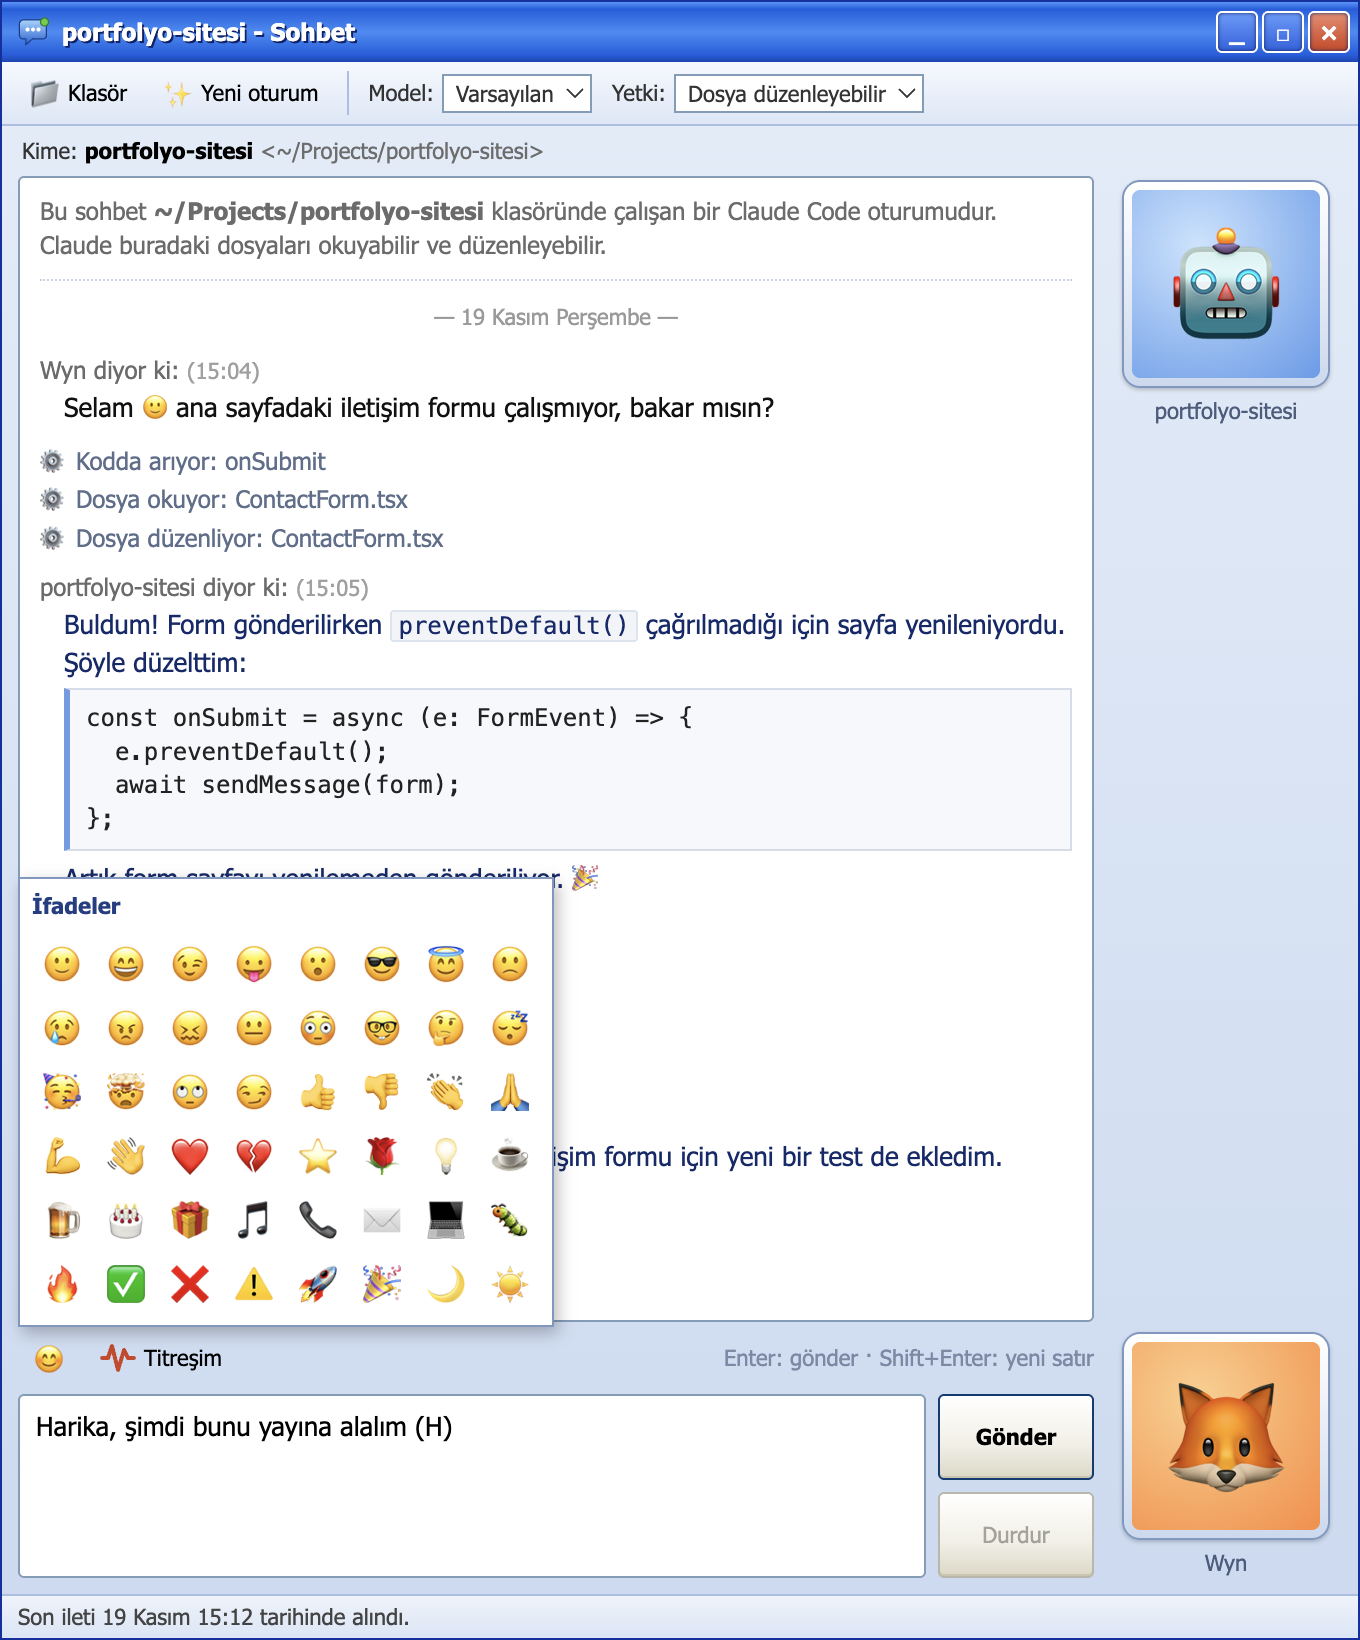 portfolyo-sitesi - Sohbet
Klasör
Yeni oturum
Model: Varsayılan
Yetki: Dosya düzenleyebilir
Kime: portfolyo-sitesi <~/Projects/portfolyo-sitesi>
Bu sohbet ~/Projects/portfolyo-sitesi klasöründe çalışan bir Claude Code oturumudur.
Claude buradaki dosyaları okuyabilir ve düzenleyebilir.
— 19 Kasım Perşembe —
Wyn diyor ki: (15:04)
Selam 🙂 ana sayfadaki iletişim formu çalışmıyor, bakar mısın?
Kodda arıyor: onSubmit
Dosya okuyor: ContactForm.tsx
Dosya düzenliyor: ContactForm.tsx
portfolyo-sitesi diyor ki: (15:05)
Buldum! Form gönderilirken preventDefault() çağrılmadığı için sayfa yenileniyordu.
Şöyle düzelttim:
const onSubmit = async (e: FormEvent) => {
  e.preventDefault();
  await sendMessage(form);
};
Artık form sayfayı yenilemeden gönderiliyor. 🎉
portfolyo-sitesi
İfadeler
işim formu için yeni bir test de ekledim.
Titreşim
Enter: gönder · Shift+Enter: yeni satır
Harika, şimdi bunu yayına alalım (H)
Gönder
Durdur
Wyn
Son ileti 19 Kasım 15:12 tarihinde alındı.